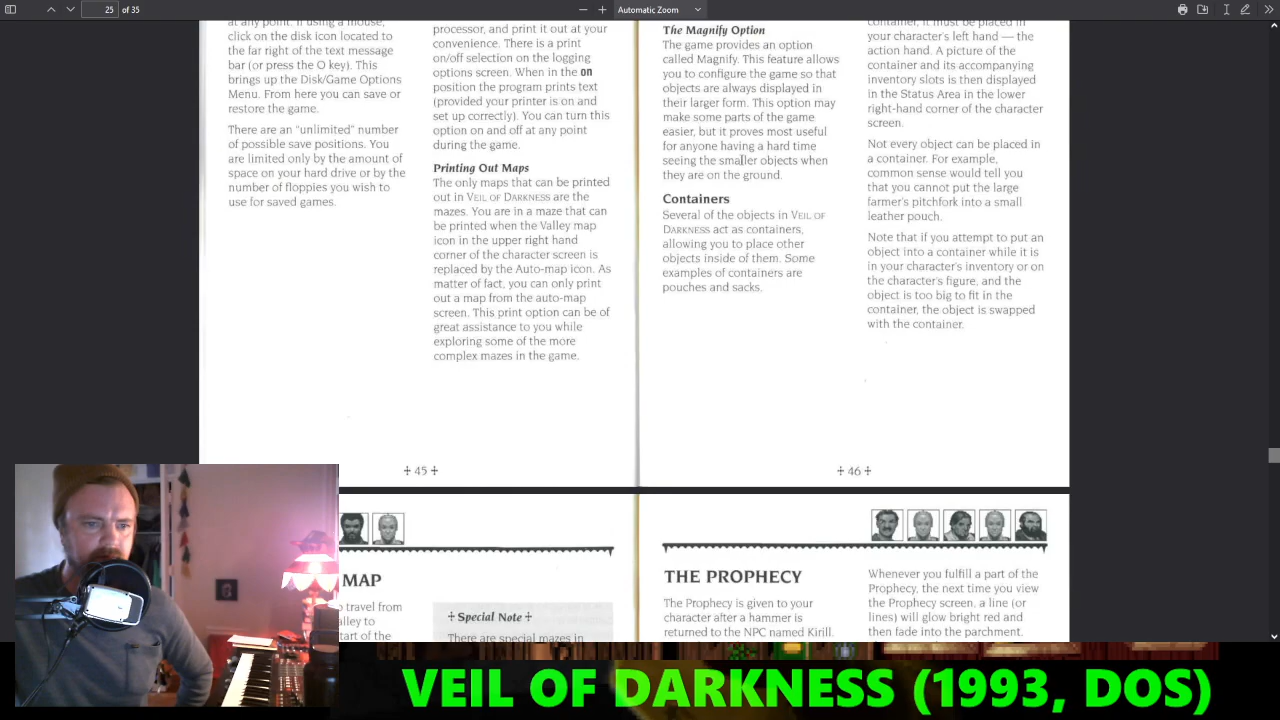 25 of 35
Automatic Zoom
at any point. If using a mouse,
click on the disk icon located to
the far right of the text message
bar (or press the O key). This
brings up the Disk/Game Options
Menu. From here you can save or
restore the game.
There are an "unlimited" number
of possible save positions. You
are limited only by the amount of
space on your hard drive or by the
number of floppies you wish to
use for saved games.
processor, and print it out at your
convenience. There is a print
on/off selection on the logging
options screen. When in the on
position the program prints text
(provided your printer is on and
set up correctly). You can turn this
option on and off at any point
during the game.
Printing Out Maps
The only maps that can be printed
out in VEIL OF DARKNESS are the
mazes. You are in a maze that can
be printed when the Valley map
icon in the upper right hand
corner of the character screen is
replaced by the Auto-map icon. As
matter of fact, you can only print
out a map from the auto-map
screen. This print option can be of
great assistance to you while
exploring some of the more
complex mazes in the game.
45
The Magnify Option
The game provides an option
called Magnify. This feature allows
you to configure the game so that
objects are always displayed in
their larger form. This option may
make some parts of the game
easier, but it proves most useful
for anyone having a hard time
seeing the smaller objects when
they are on the ground.
Containers
Several of the objects in VEIL OF
DARKNESS act as containers,
allowing you to place other
objects inside of them. Some
examples of containers are
pouches and sacks.
container, it must be placed in
your character's left hand — the
action hand. A picture of the
container and its accompanying
inventory slots is then displayed
in the Status Area in the lower
right-hand corner of the character
screen.
Not every object can be placed in
a container. For example,
common sense would tell you
that you cannot put the large
farmer's pitchfork into a small
leather pouch.
Note that if you attempt to put an
object into a container while it is
in your character's inventory or on
the character's figure, and the
object is too big to fit in the
container, the object is swapped
with the container.
46
MAP
o travel from
alley to
tart of the
Special Note
There are special mazes in
THE PROPHECY
The Prophecy is given to your
character after a hammer is
returned to the NPC named Kirill.
Whenever you fulfill a part of the
Prophecy, the next time you view
the Prophecy screen, a line (or
lines) will glow bright red and
then fade into the parchment.
VEIL OF DARKNESS (1993, DOS)